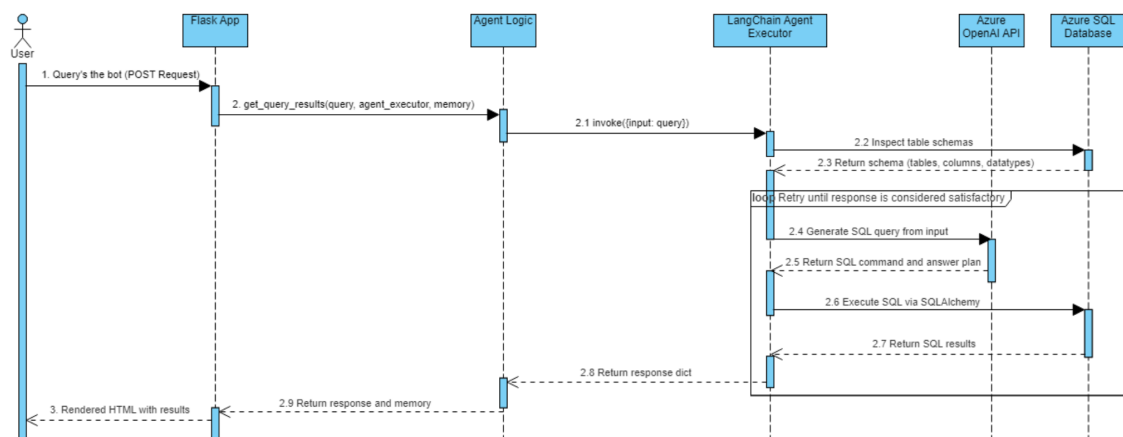 Flask App
Agent Logic
LangChain Agent
Executor
Azure
OpenAI API
Azure SQL
Database
User
1. Query's the bot (POST Request)
2. get_query_results(query, agent_executor, memory)
2.1 invoke({input: query})
2.2 Inspect table schemas
2.3 Return schema (tables, columns, datatypes)
loop Retry until response is considered satisfactory
2.4 Generate SQL query from input
2.5 Return SQL command and answer plan
2.6 Execute SQL via SQLAlchemy
2.7 Return SQL results
2.8 Return response dict
2.9 Return response and memory
3. Rendered HTML with results